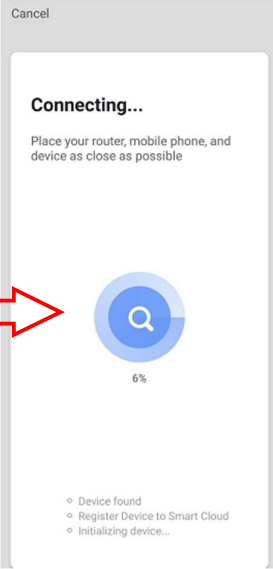 Cancel
Connecting...
Place your router, mobile phone, and
device as close as possible
6%
Device found
Register Device to Smart Cloud
Initializing device...